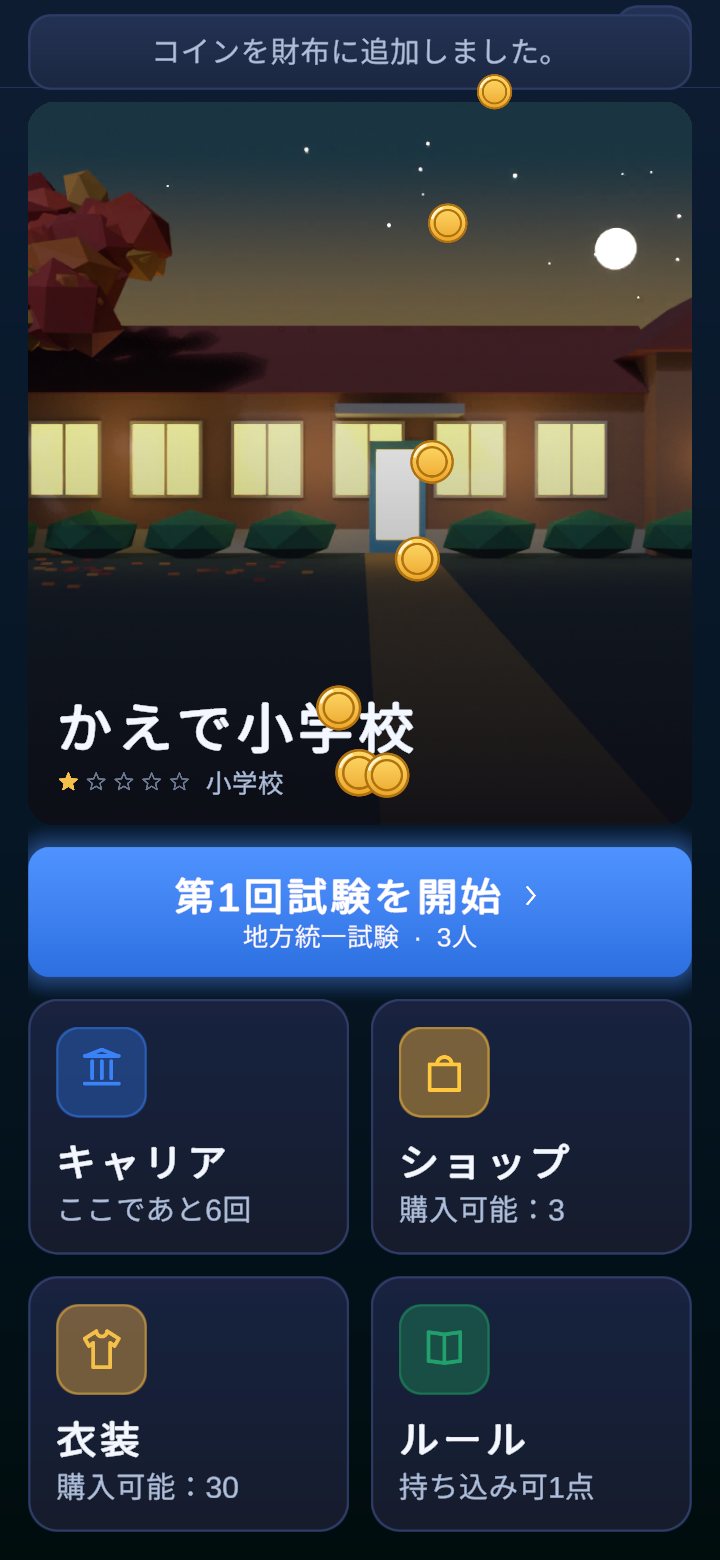 コインを財布に追加しました。
かえで小学校
小学校
第1回試験を開始
地方統一試験 · 3人
キャリア
ここであと6回
ショップ
購入可能：3
衣装
購入可能：30
ルール
持ち込み可1点